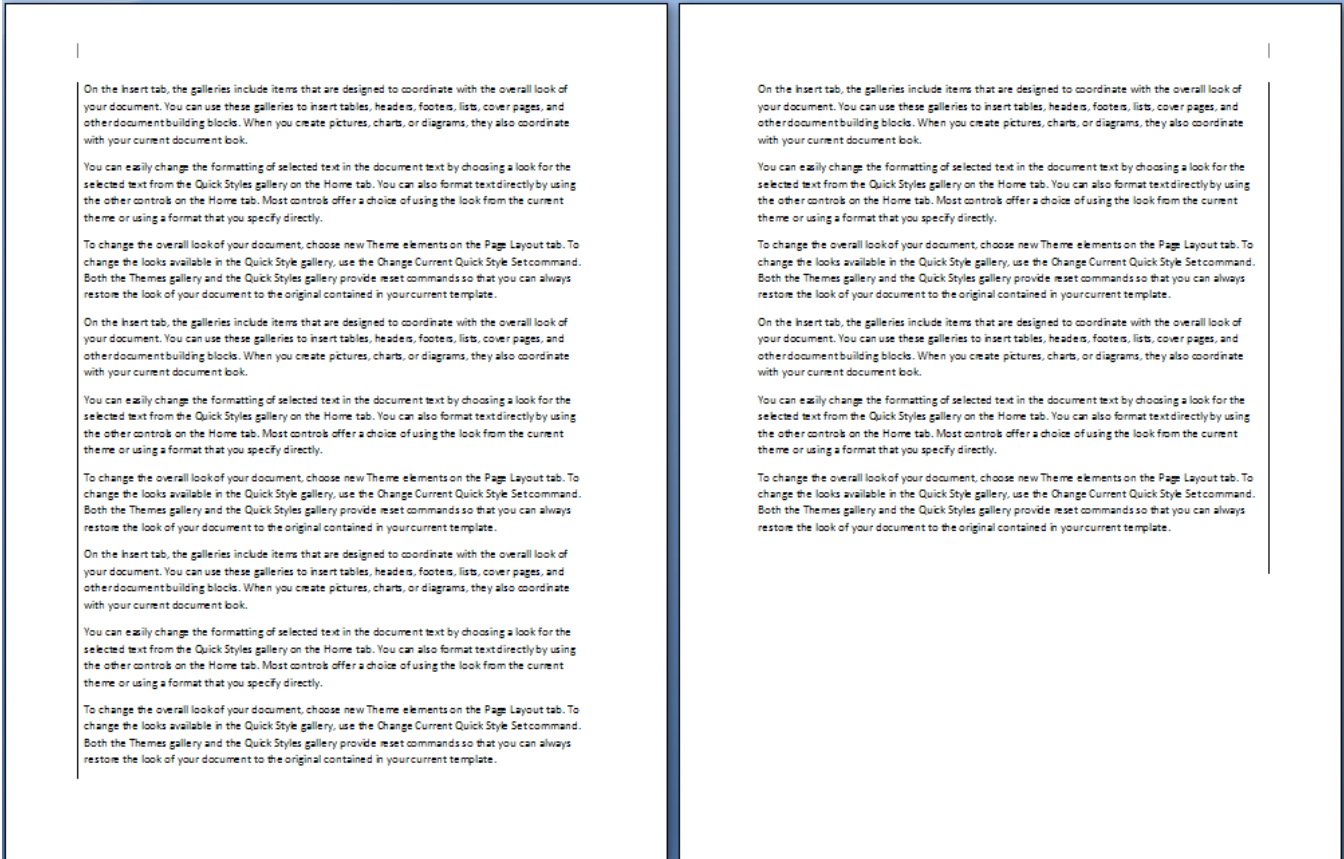 On the Insert tab, the galleries include items that are designed to coordinate with the overall look of
your document. You can use these galleries to insert tables, headers, footers, lists, cover pages, and
other document building blocks. When you create pictures, charts, or diagrams, they also coordinate
with your current document look.
You can easily change the formatting of selected text in the document text by choosing a look for the
selected text from the Quick Styles gallery on the Home tab. You can also format text directly by using
the other controls on the Home tab. Most controls offer a choice of using the look from the current
theme or using a format that you specify directly.
To change the overall look of your document, choose new Theme elements on the Page Layout tab. To
change the looks available in the Quick Style gallery, use the Change Current Quick Style Set command.
Both the Themes gallery and the Quick Styles gallery provide reset commands so that you can always
restore the look of your document to the original contained in your current template.
On the Insert tab, the galleries include items that are designed to coordinate with the overall look of
your document. You can use these galleries to insert tables, headers, footers, lists, cover pages, and
other document building blocks. When you create pictures, charts, or diagrams, they also coordinate
with your current document look.
You can easily change the formatting of selected text in the document text by choosing a look for the
selected text from the Quick Styles gallery on the Home tab. You can also format text directly by using
the other controls on the Home tab. Most controls offer a choice of using the look from the current
theme or using a format that you specify directly.
To change the overall look of your document, choose new Theme elements on the Page Layout tab. To
change the looks available in the Quick Style gallery, use the Change Current Quick Style Set command.
Both the Themes gallery and the Quick Styles gallery provide reset commands so that you can always
restore the look of your document to the original contained in your current template.
On the Insert tab, the galleries include items that are designed to coordinate with the overall look of
your document. You can use these galleries to insert tables, headers, footers, lists, cover pages, and
other document building blocks. When you create pictures, charts, or diagrams, they also coordinate
with your current document look.
You can easily change the formatting of selected text in the document text by choosing a look for the
selected text from the Quick Styles gallery on the Home tab. You can also format text directly by using
the other controls on the Home tab. Most controls offer a choice of using the look from the current
theme or using a format that you specify directly.
To change the overall look of your document, choose new Theme elements on the Page Layout tab. To
change the looks available in the Quick Style gallery, use the Change Current Quick Style Set command.
Both the Themes gallery and the Quick Styles gallery provide reset commands so that you can always
restore the look of your document to the original contained in your current template.
On the Insert tab, the galleries include items that are designed to coordinate with the overall look of
your document. You can use these galleries to insert tables, headers, footers, lists, cover pages, and
other document building blocks. When you create pictures, charts, or diagrams, they also coordinate
with your current document look.
You can easily change the formatting of selected text in the document text by choosing a look for the
selected text from the Quick Styles gallery on the Home tab. You can also format text directly by using
the other controls on the Home tab. Most controls offer a choice of using the look from the current
theme or using a format that you specify directly.
To change the overall look of your document, choose new Theme elements on the Page Layout tab. To
change the looks available in the Quick Style gallery, use the Change Current Quick Style Set command.
Both the Themes gallery and the Quick Styles gallery provide reset commands so that you can always
restore the look of your document to the original contained in your current template.
On the Insert tab, the galleries include items that are designed to coordinate with the overall look of
your document. You can use these galleries to insert tables, headers, footers, lists, cover pages, and
other document building blocks. When you create pictures, charts, or diagrams, they also coordinate
with your current document look.
You can easily change the formatting of selected text in the document text by choosing a look for the
selected text from the Quick Styles gallery on the Home tab. You can also format text directly by using
the other controls on the Home tab. Most controls offer a choice of using the look from the current
theme or using a format that you specify directly.
To change the overall look of your document, choose new Theme elements on the Page Layout tab. To
change the looks available in the Quick Style gallery, use the Change Current Quick Style Set command.
Both the Themes gallery and the Quick Styles gallery provide reset commands so that you can always
restore the look of your document to the original contained in your current template.